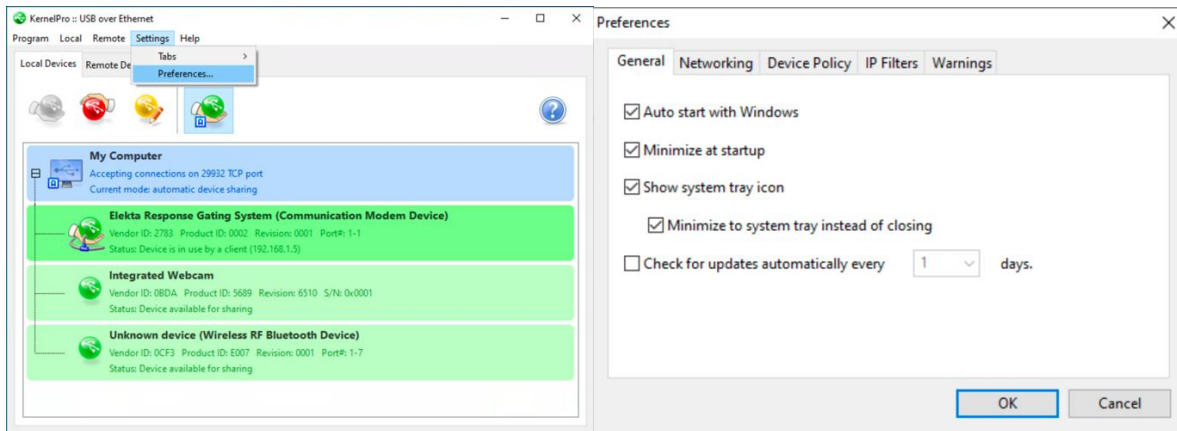 KernelPro :: USB over Ethernet
Program Local Remote Settings Help
Tabs
Preferences...
Local Devices Remote De
My Computer
Accepting connections on 29932 TCP port
Current mode: automatic device sharing
Elekta Response Gating System (Communication Modem Device)
Vendor ID: 2783 Product ID: 0002 Revision: 0001 Port#: 1-1
Status: Device is in use by a client (192.168.1.5)
Integrated Webcam
Vendor ID: 0BDA Product ID: 5689 Revision: 6510 S/N: 0x0001
Status: Device available for sharing
Unknown device (Wireless RF Bluetooth Device)
Vendor ID: 0CF3 Product ID: E007 Revision: 0001 Port#: 1-7
Status: Device available for sharing
Preferences
General Networking Device Policy IP Filters Warnings
Auto start with Windows
Minimize at startup
Show system tray icon
Minimize to system tray instead of closing
Check for updates automatically every 1 days.
OK Cancel